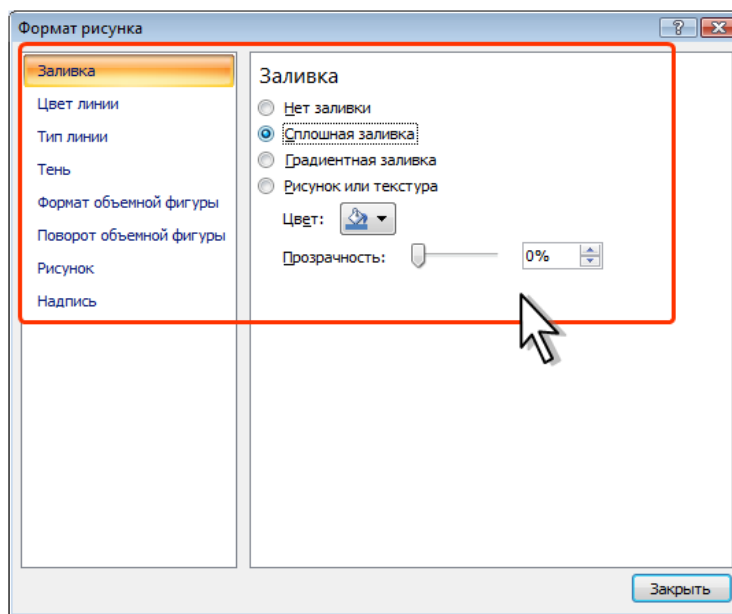 Формат рисунка
Заливка
Цвет линии
Тип линии
Тень
Формат объемной фигуры
Поворот объемной фигуры
Рисунок
Надпись
Заливка
Нет заливки
Сплошная заливка
Градиентная заливка
Рисунок или текстура
Цвет:
Прозрачность: 0%
Закрыть